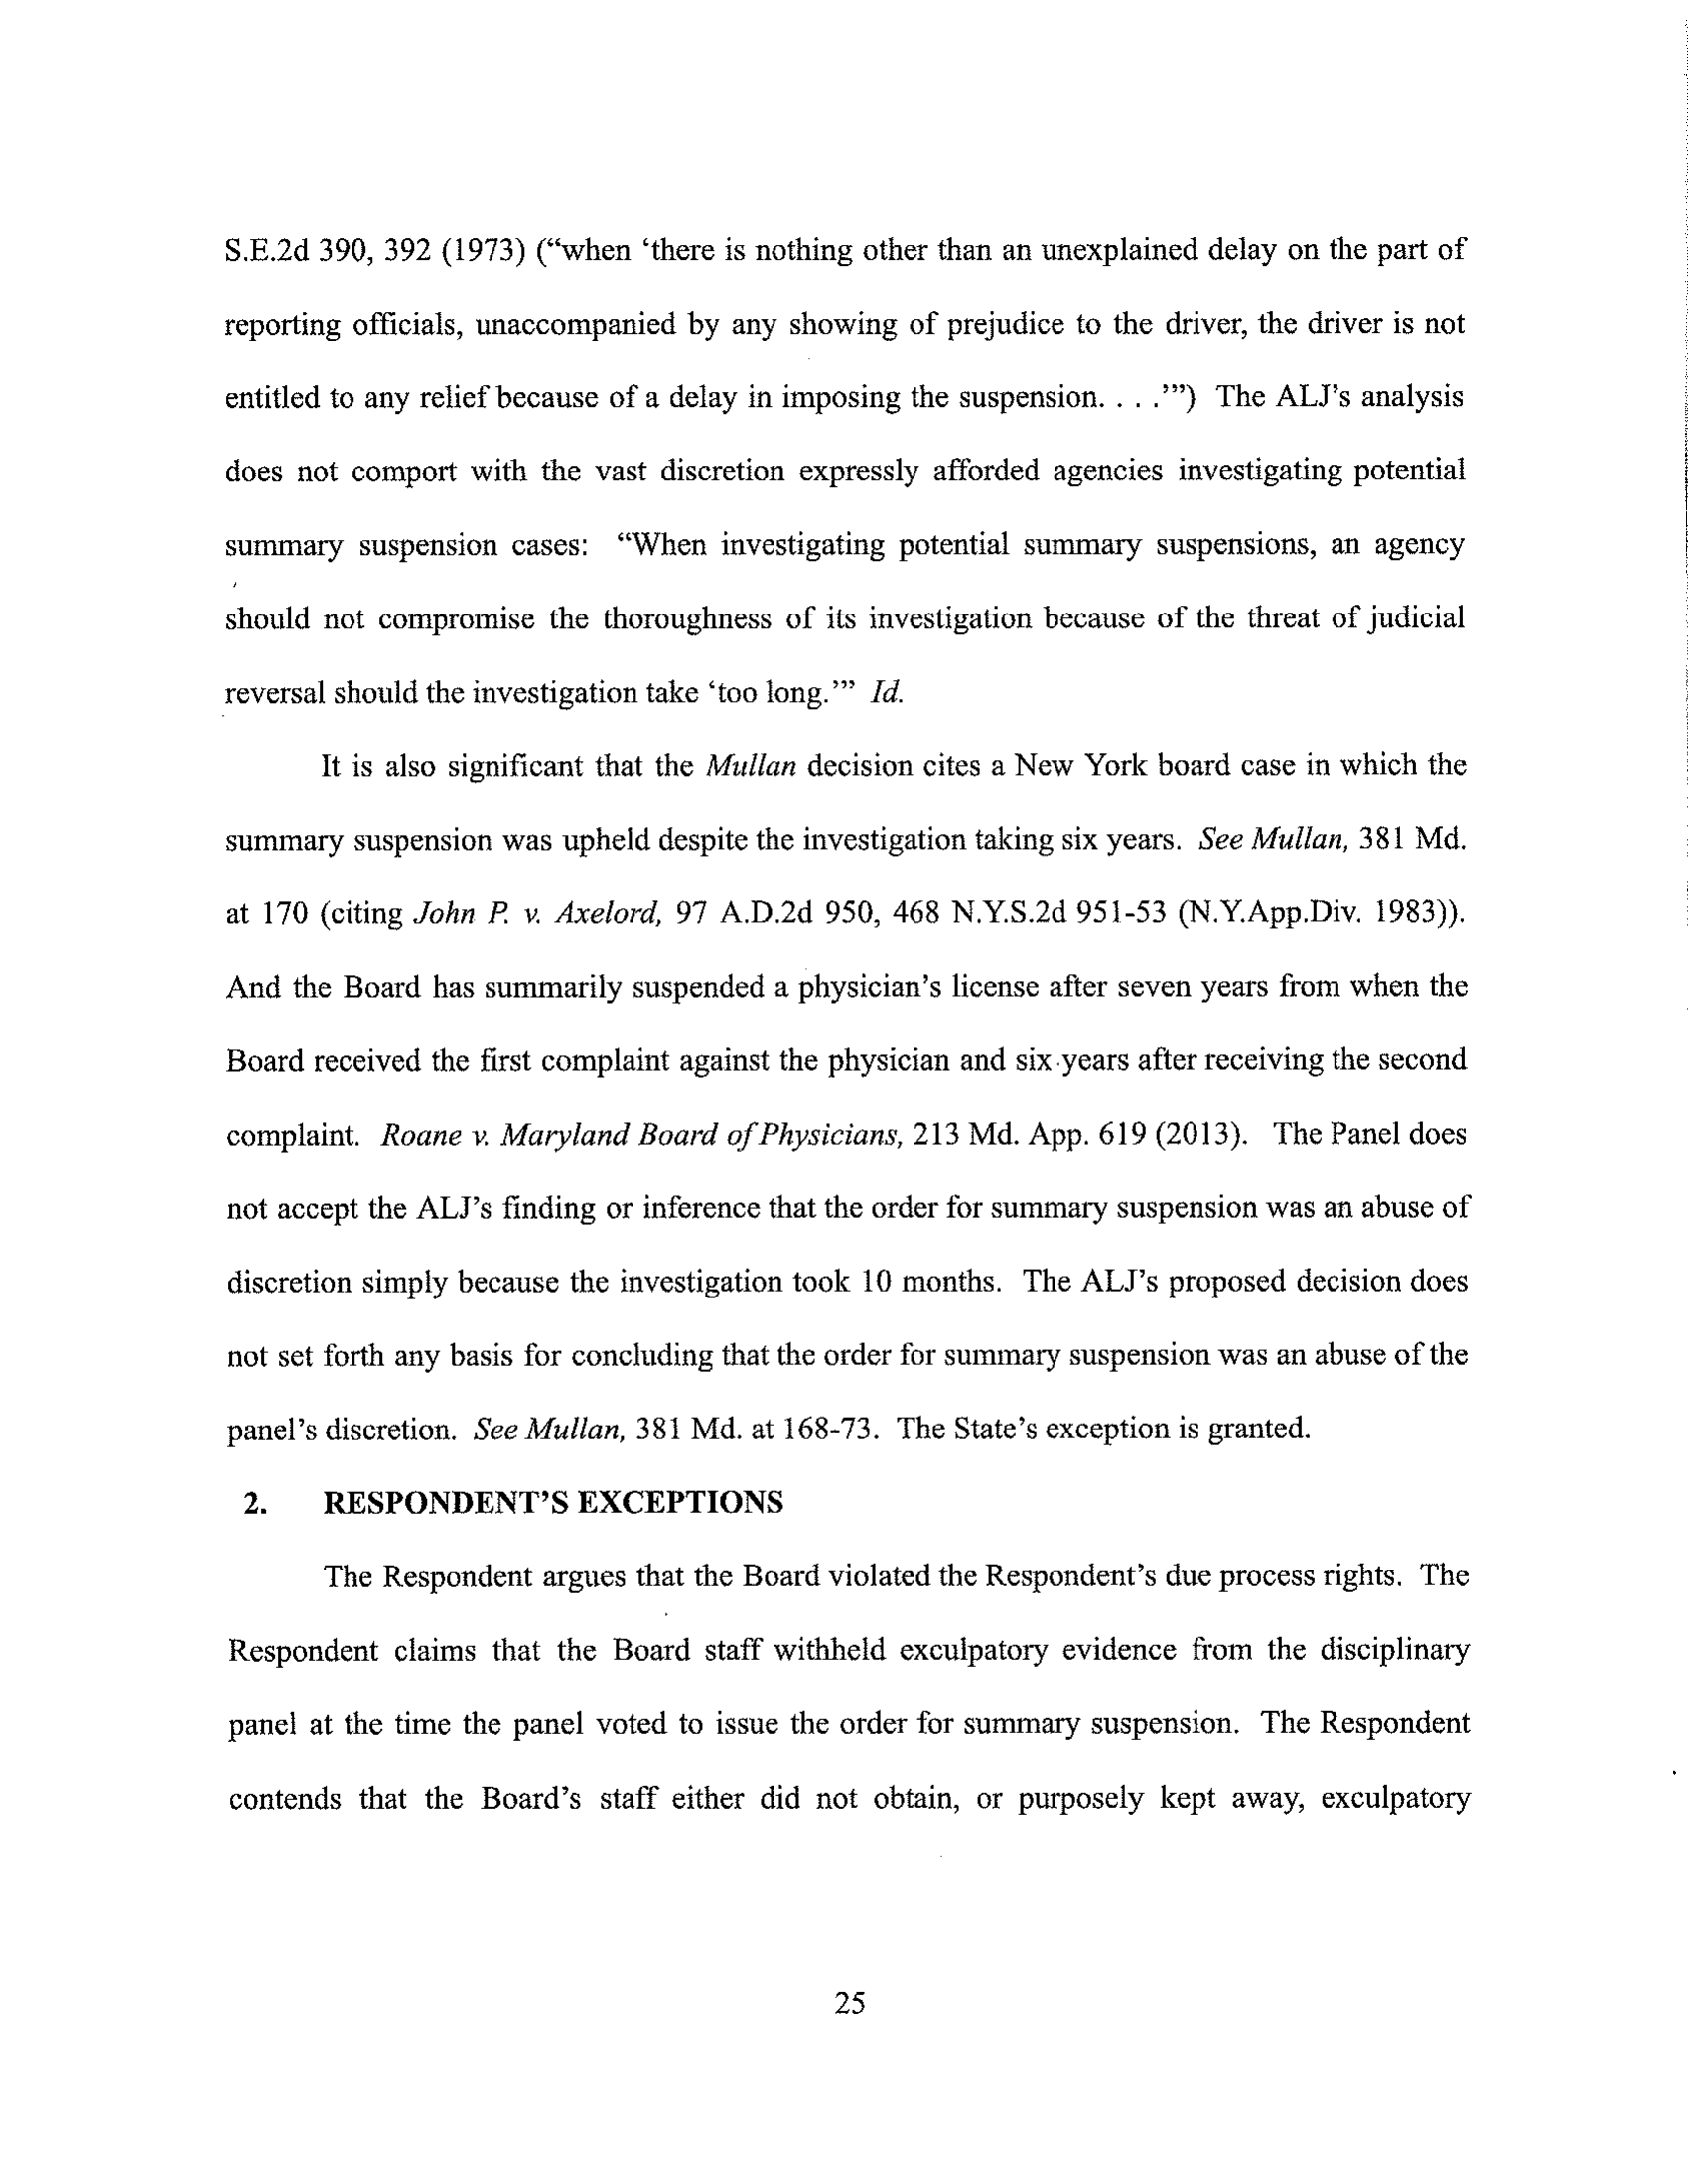 S.E.2d 390, 392 (1973) (“when ‘there is nothing other than an unexplained delay on the part of
reporting officials, unaccompanied by any showing of prejudice to the driver, the driver is not
entitled to any relief because of a delay in imposing the suspension. . . .’”) The ALJ’s analysis
does not comport with the vast discretion expressly afforded agencies investigating potential
summary suspension cases: “When investigating potential summary suspensions, an agency
should not compromise the thoroughness of its investigation because of the threat of judicial
reversal should the investigation take ‘too long.’” Id.
It is also significant that the Mullan decision cites a New York board case in which the
summary suspension was upheld despite the investigation taking six years. See Mullan, 381 Md.
at 170 (citing John P. v. Axelord, 97 A.D.2d 950, 468 N.Y.S.2d 951-53 (N.Y.App.Div. 1983)).
And the Board has summarily suspended a physician’s license after seven years from when the
Board received the first complaint against the physician and six years after receiving the second
complaint. Roane v. Maryland Board of Physicians, 213 Md. App. 619 (2013). The Panel does
not accept the ALJ’s finding or inference that the order for summary suspension was an abuse of
discretion simply because the investigation took 10 months. The ALJ’s proposed decision does
not set forth any basis for concluding that the order for summary suspension was an abuse of the
panel’s discretion. See Mullan, 381 Md. at 168-73. The State’s exception is granted.
2. RESPONDENT’S EXCEPTIONS
The Respondent argues that the Board violated the Respondent’s due process rights. The
Respondent claims that the Board staff withheld exculpatory evidence from the disciplinary
panel at the time the panel voted to issue the order for summary suspension. The Respondent
contends that the Board’s staff either did not obtain, or purposely kept away, exculpatory
25